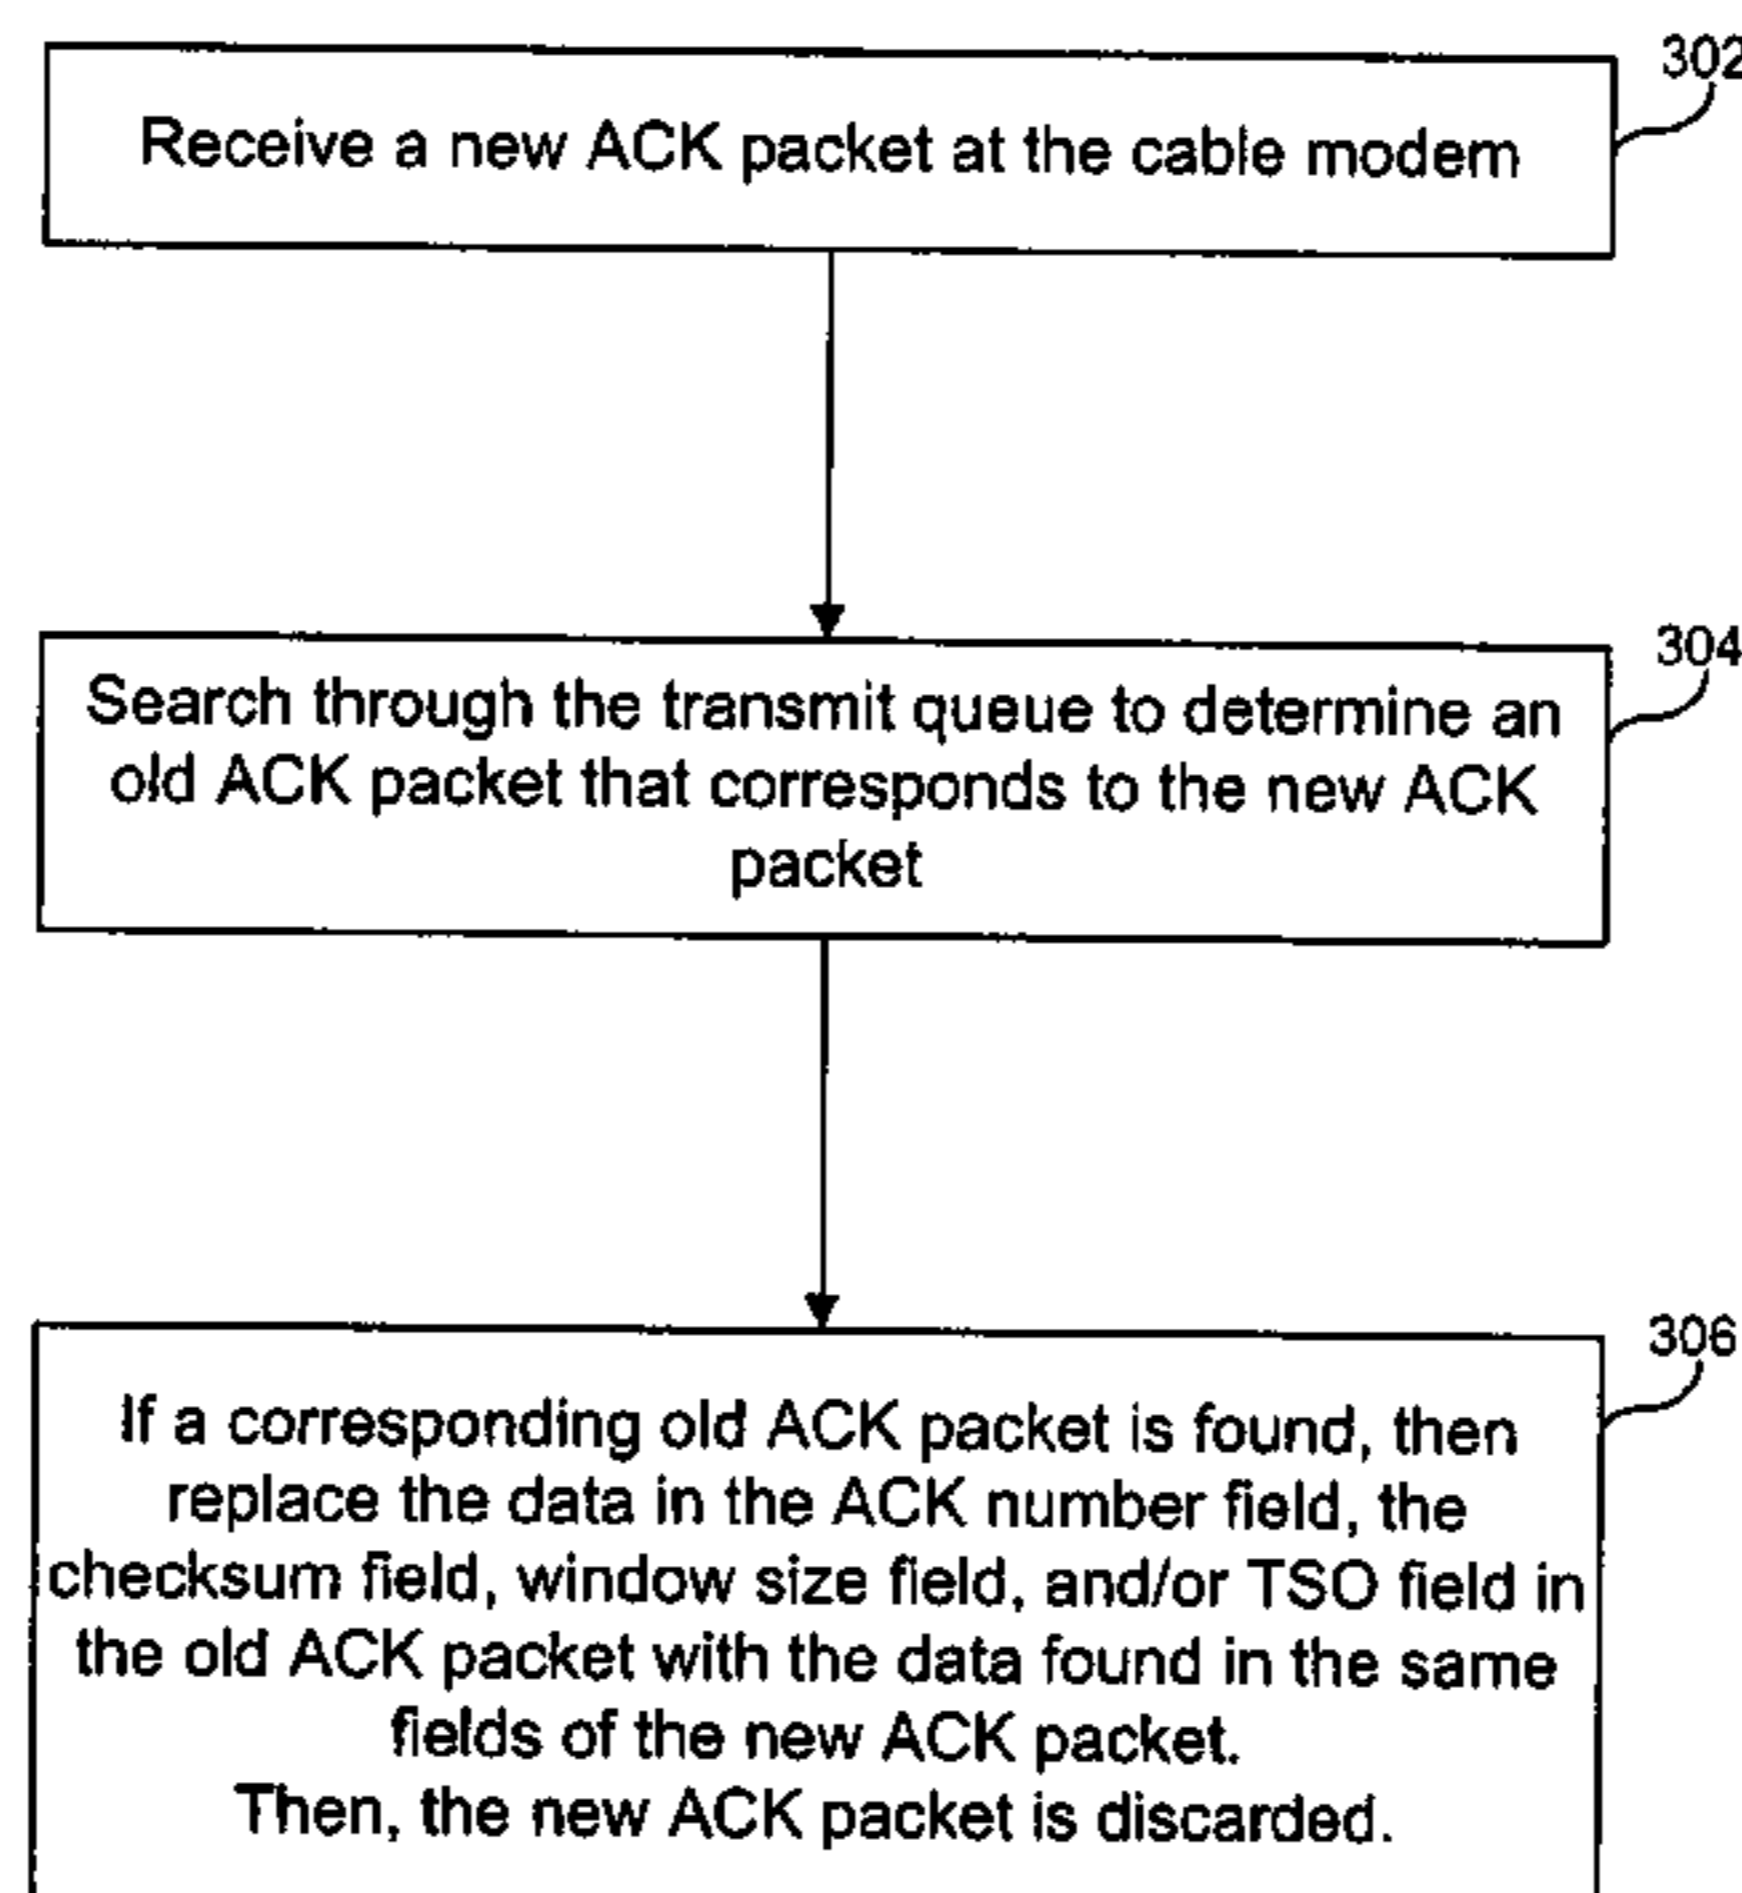 302
Receive a new ACK packet at the cable modem
304
Search through the transmit queue to determine an
old ACK packet that corresponds to the new ACK
packet
306
If a corresponding old ACK packet is found, then
replace the data in the ACK number field, the
checksum field, window size field, and/or TSO field in
the old ACK packet with the data found in the same
fields of the new ACK packet.
Then, the new ACK packet is discarded.